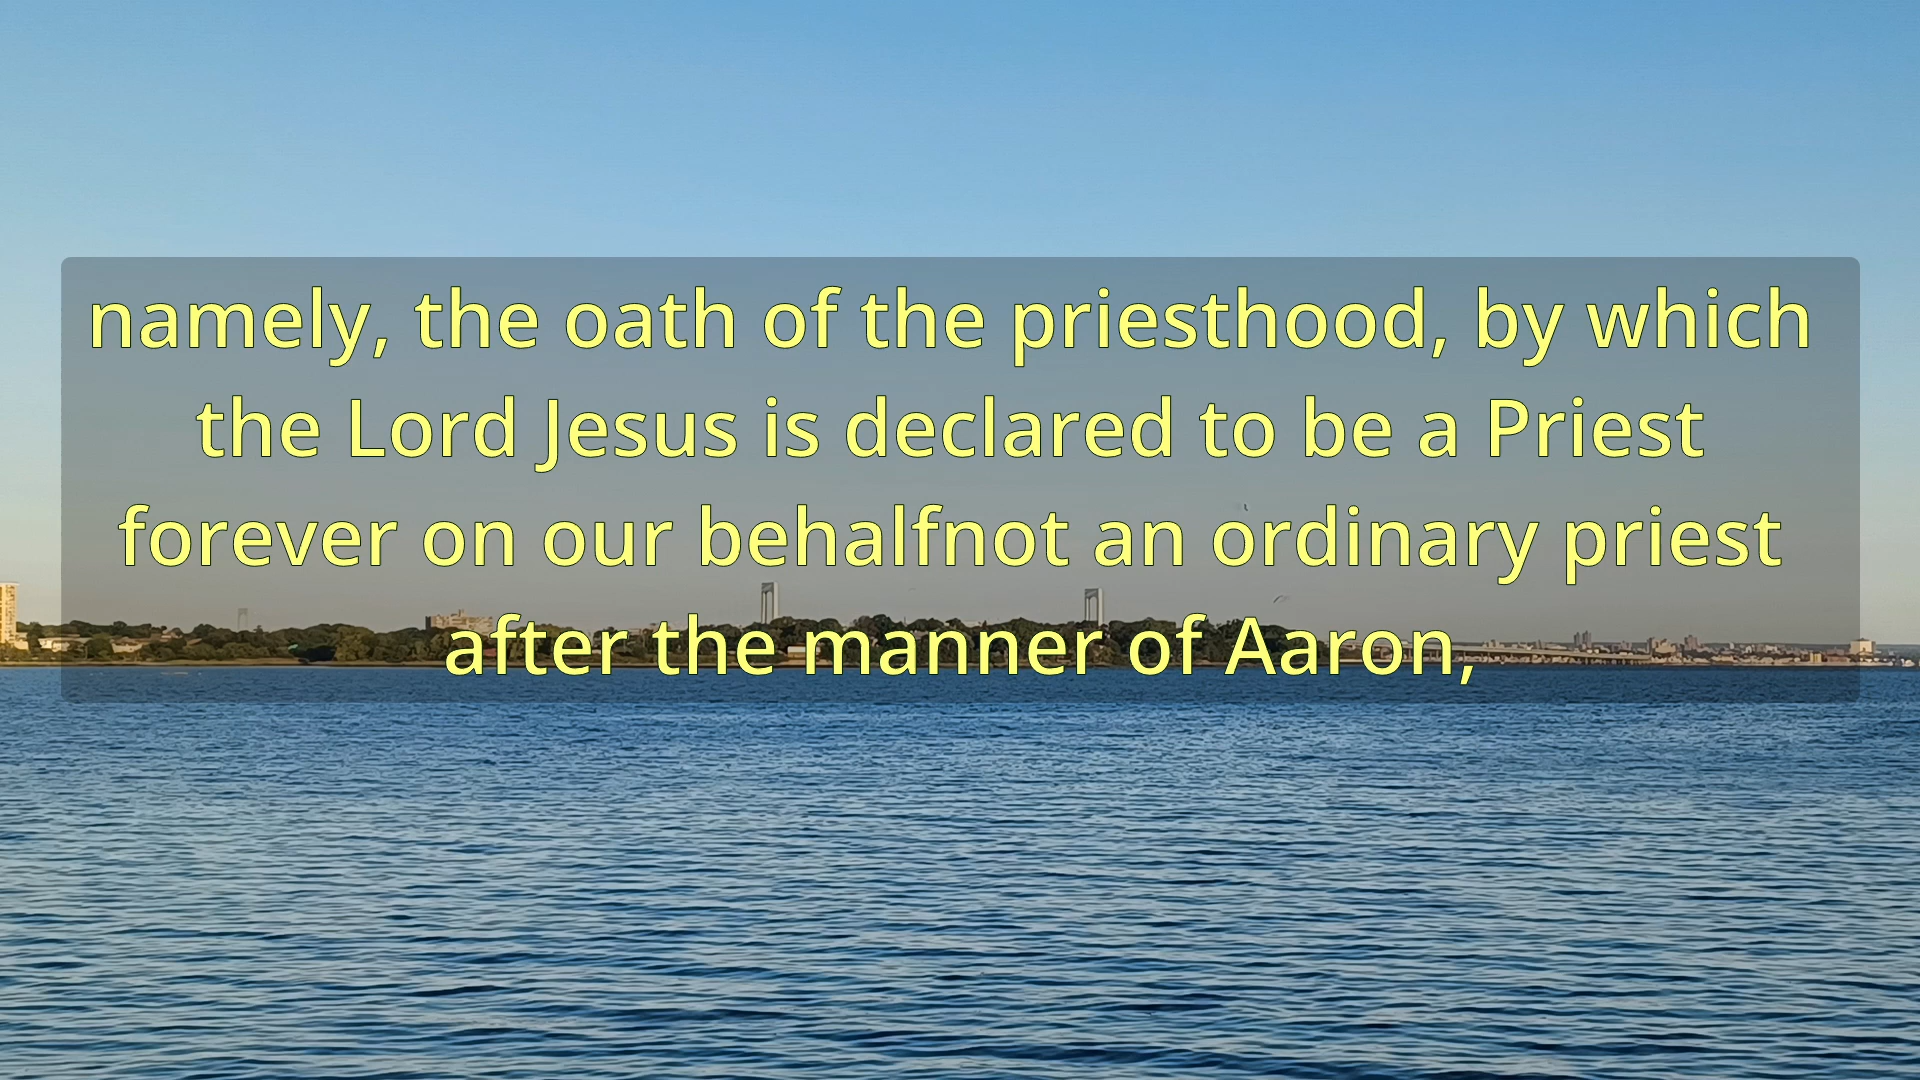 namely, the oath of the priesthood, by which
the Lord Jesus is declared to be a Priest
forever on our behalfnot an ordinary priest
after the manner of Aaron,